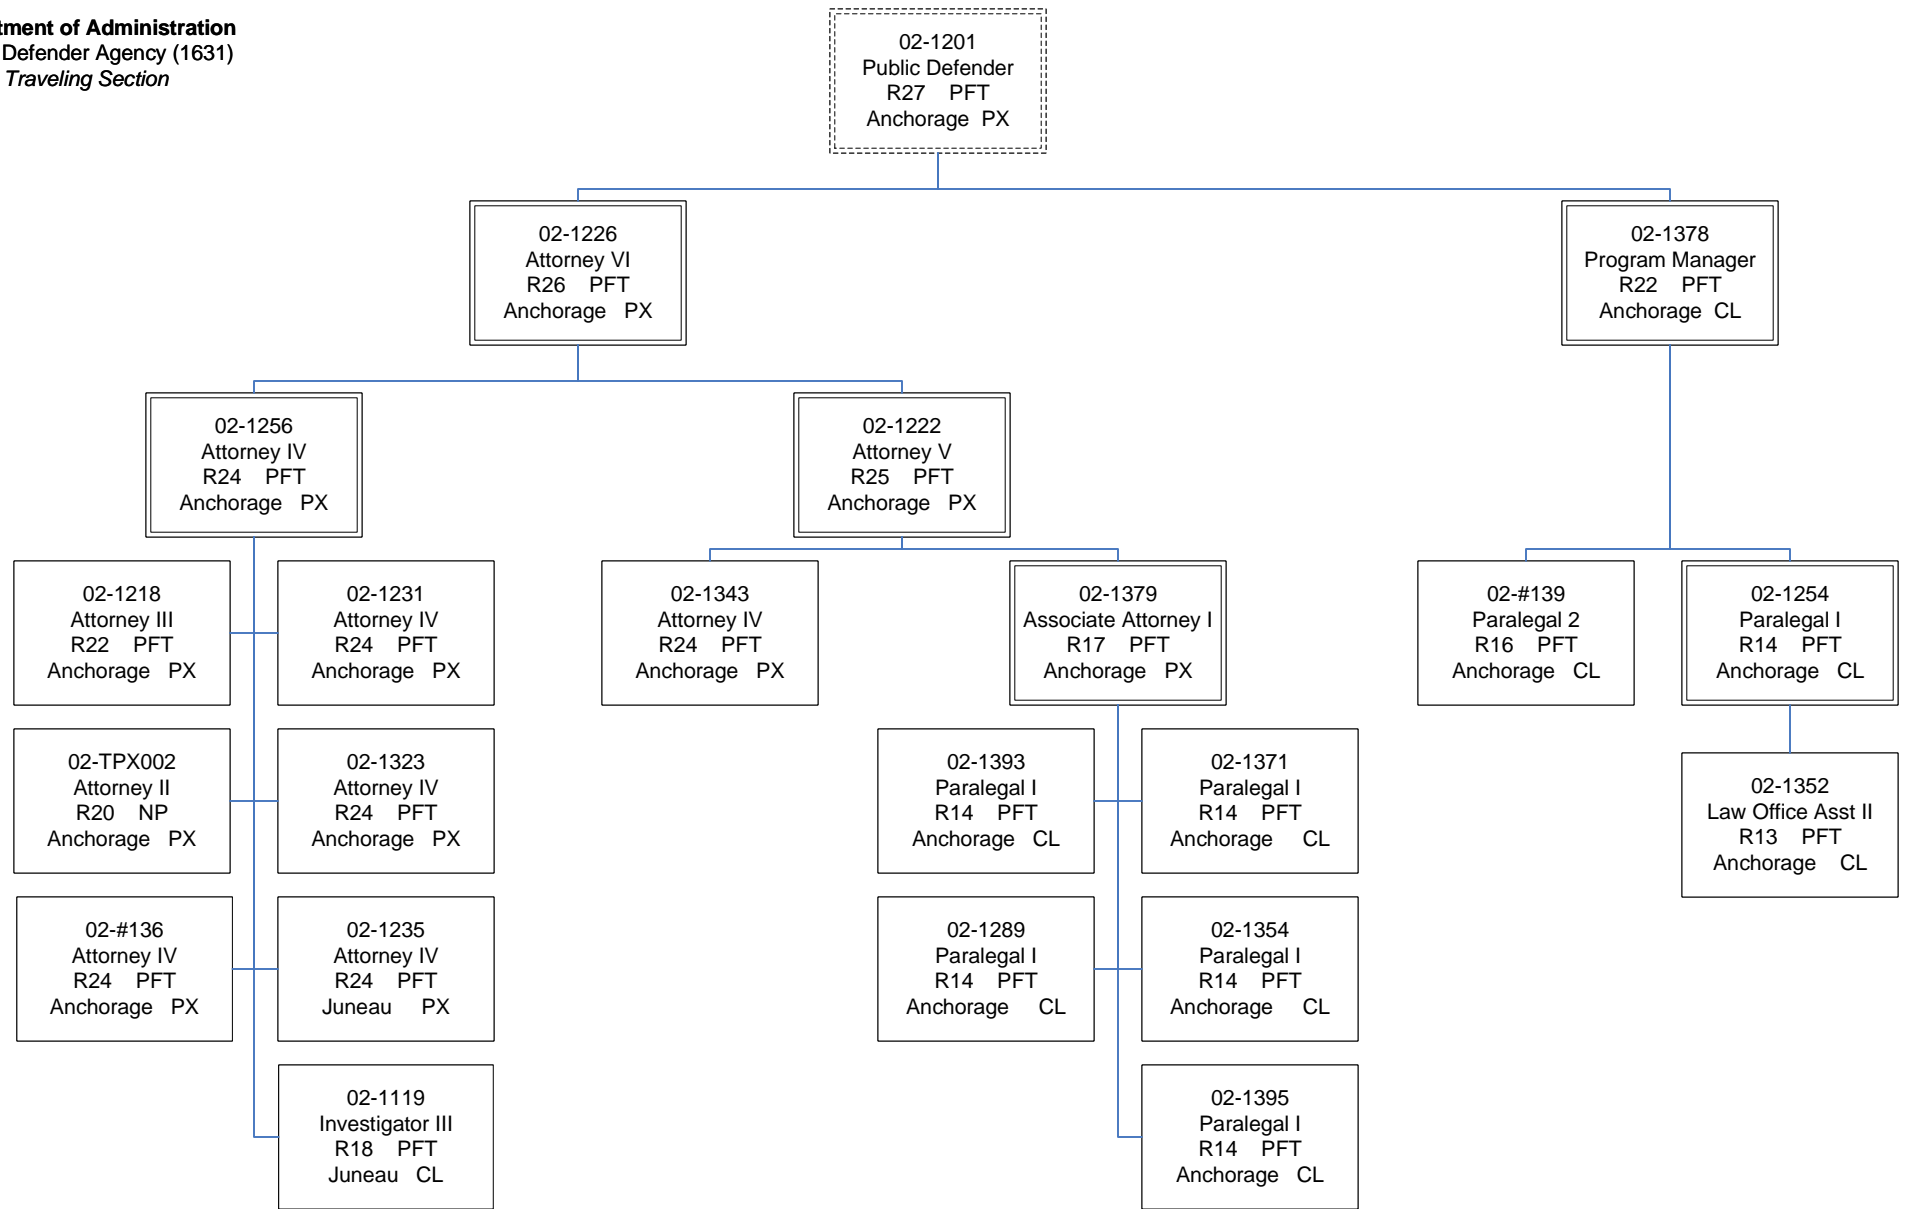 tment of Administration
Defender Agency (1631)
Traveling Section
02-1201
Public Defender
R27 PFT
Anchorage PX
02-1226
Attorney VI
R26 PFT
Anchorage PX
02-1378
Program Manager
R22 PFT
Anchorage CL
02-1256
Attorney IV
R24 PFT
Anchorage PX
02-1222
Attorney V
R25 PFT
Anchorage PX
02-1218
Attorney III
R22 PFT
Anchorage PX
02-1231
Attorney IV
R24 PFT
Anchorage PX
02-1343
Attorney IV
R24 PFT
Anchorage PX
02-1379
Associate Attorney I
R17 PFT
Anchorage PX
02-#139
Paralegal 2
R16 PFT
Anchorage CL
02-1254
Paralegal I
R14 PFT
Anchorage CL
02-TPX002
Attorney II
R20 NP
Anchorage PX
02-1323
Attorney IV
R24 PFT
Anchorage PX
02-1393
Paralegal I
R14 PFT
Anchorage CL
02-1371
Paralegal I
R14 PFT
Anchorage CL
02-1352
Law Office Asst II
R13 PFT
Anchorage CL
02-#136
Attorney IV
R24 PFT
Anchorage PX
02-1235
Attorney IV
R24 PFT
Juneau PX
02-1289
Paralegal I
R14 PFT
Anchorage CL
02-1354
Paralegal I
R14 PFT
Anchorage CL
02-1119
Investigator III
R18 PFT
Juneau CL
02-1395
Paralegal I
R14 PFT
Anchorage CL